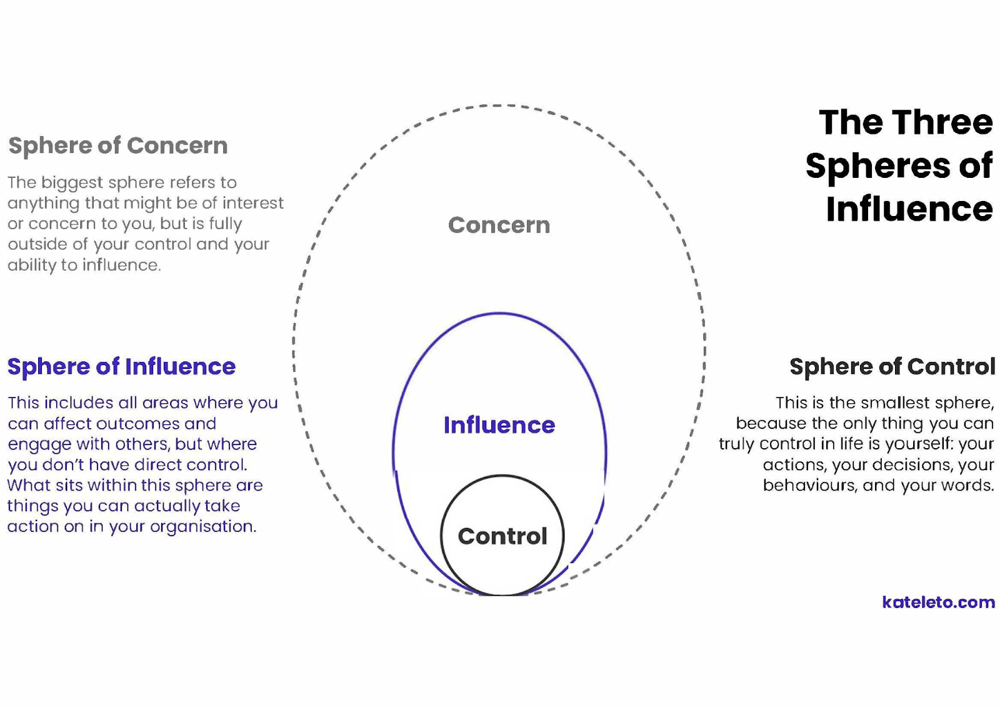 The Three
Spheres of
Influence
Sphere of Concern
The biggest sphere refers to
anything that might be of interest
or concern to you, but is fully
outside of your control and your
ability to influence.
Concern
Sphere of Influence
This includes all areas where you
can affect outcomes and
engage with others, but where
you don't have direct control.
What sits within this sphere are
things you can actually take
action on in your organisation.
Influence
Control
Sphere of Control
This is the smallest sphere,
because the only thing you can
truly control in life is yourself: your
actions, your decisions, your
behaviours, and your words.
kateleto.com